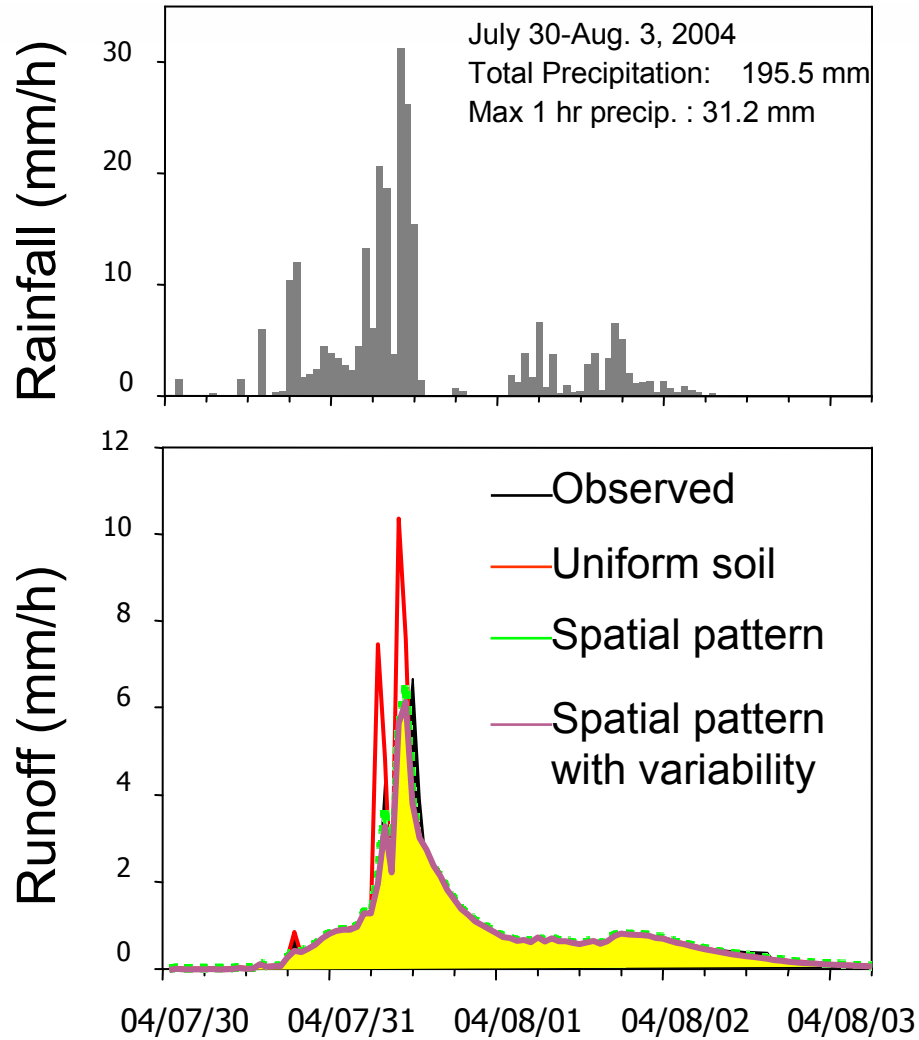 July 30-Aug. 3, 2004
Total Precipitation: 195.5 mm
Max 1 hr precip. : 31.2 mm
Rainfall (mm/h)
30
20
10
0
12
10
8
6
4
2
0
Runoff (mm/h)
Observed
Uniform soil
Spatial pattern
Spatial pattern
with variability
04/07/30 04/07/31 04/08/01 04/08/02 04/08/03